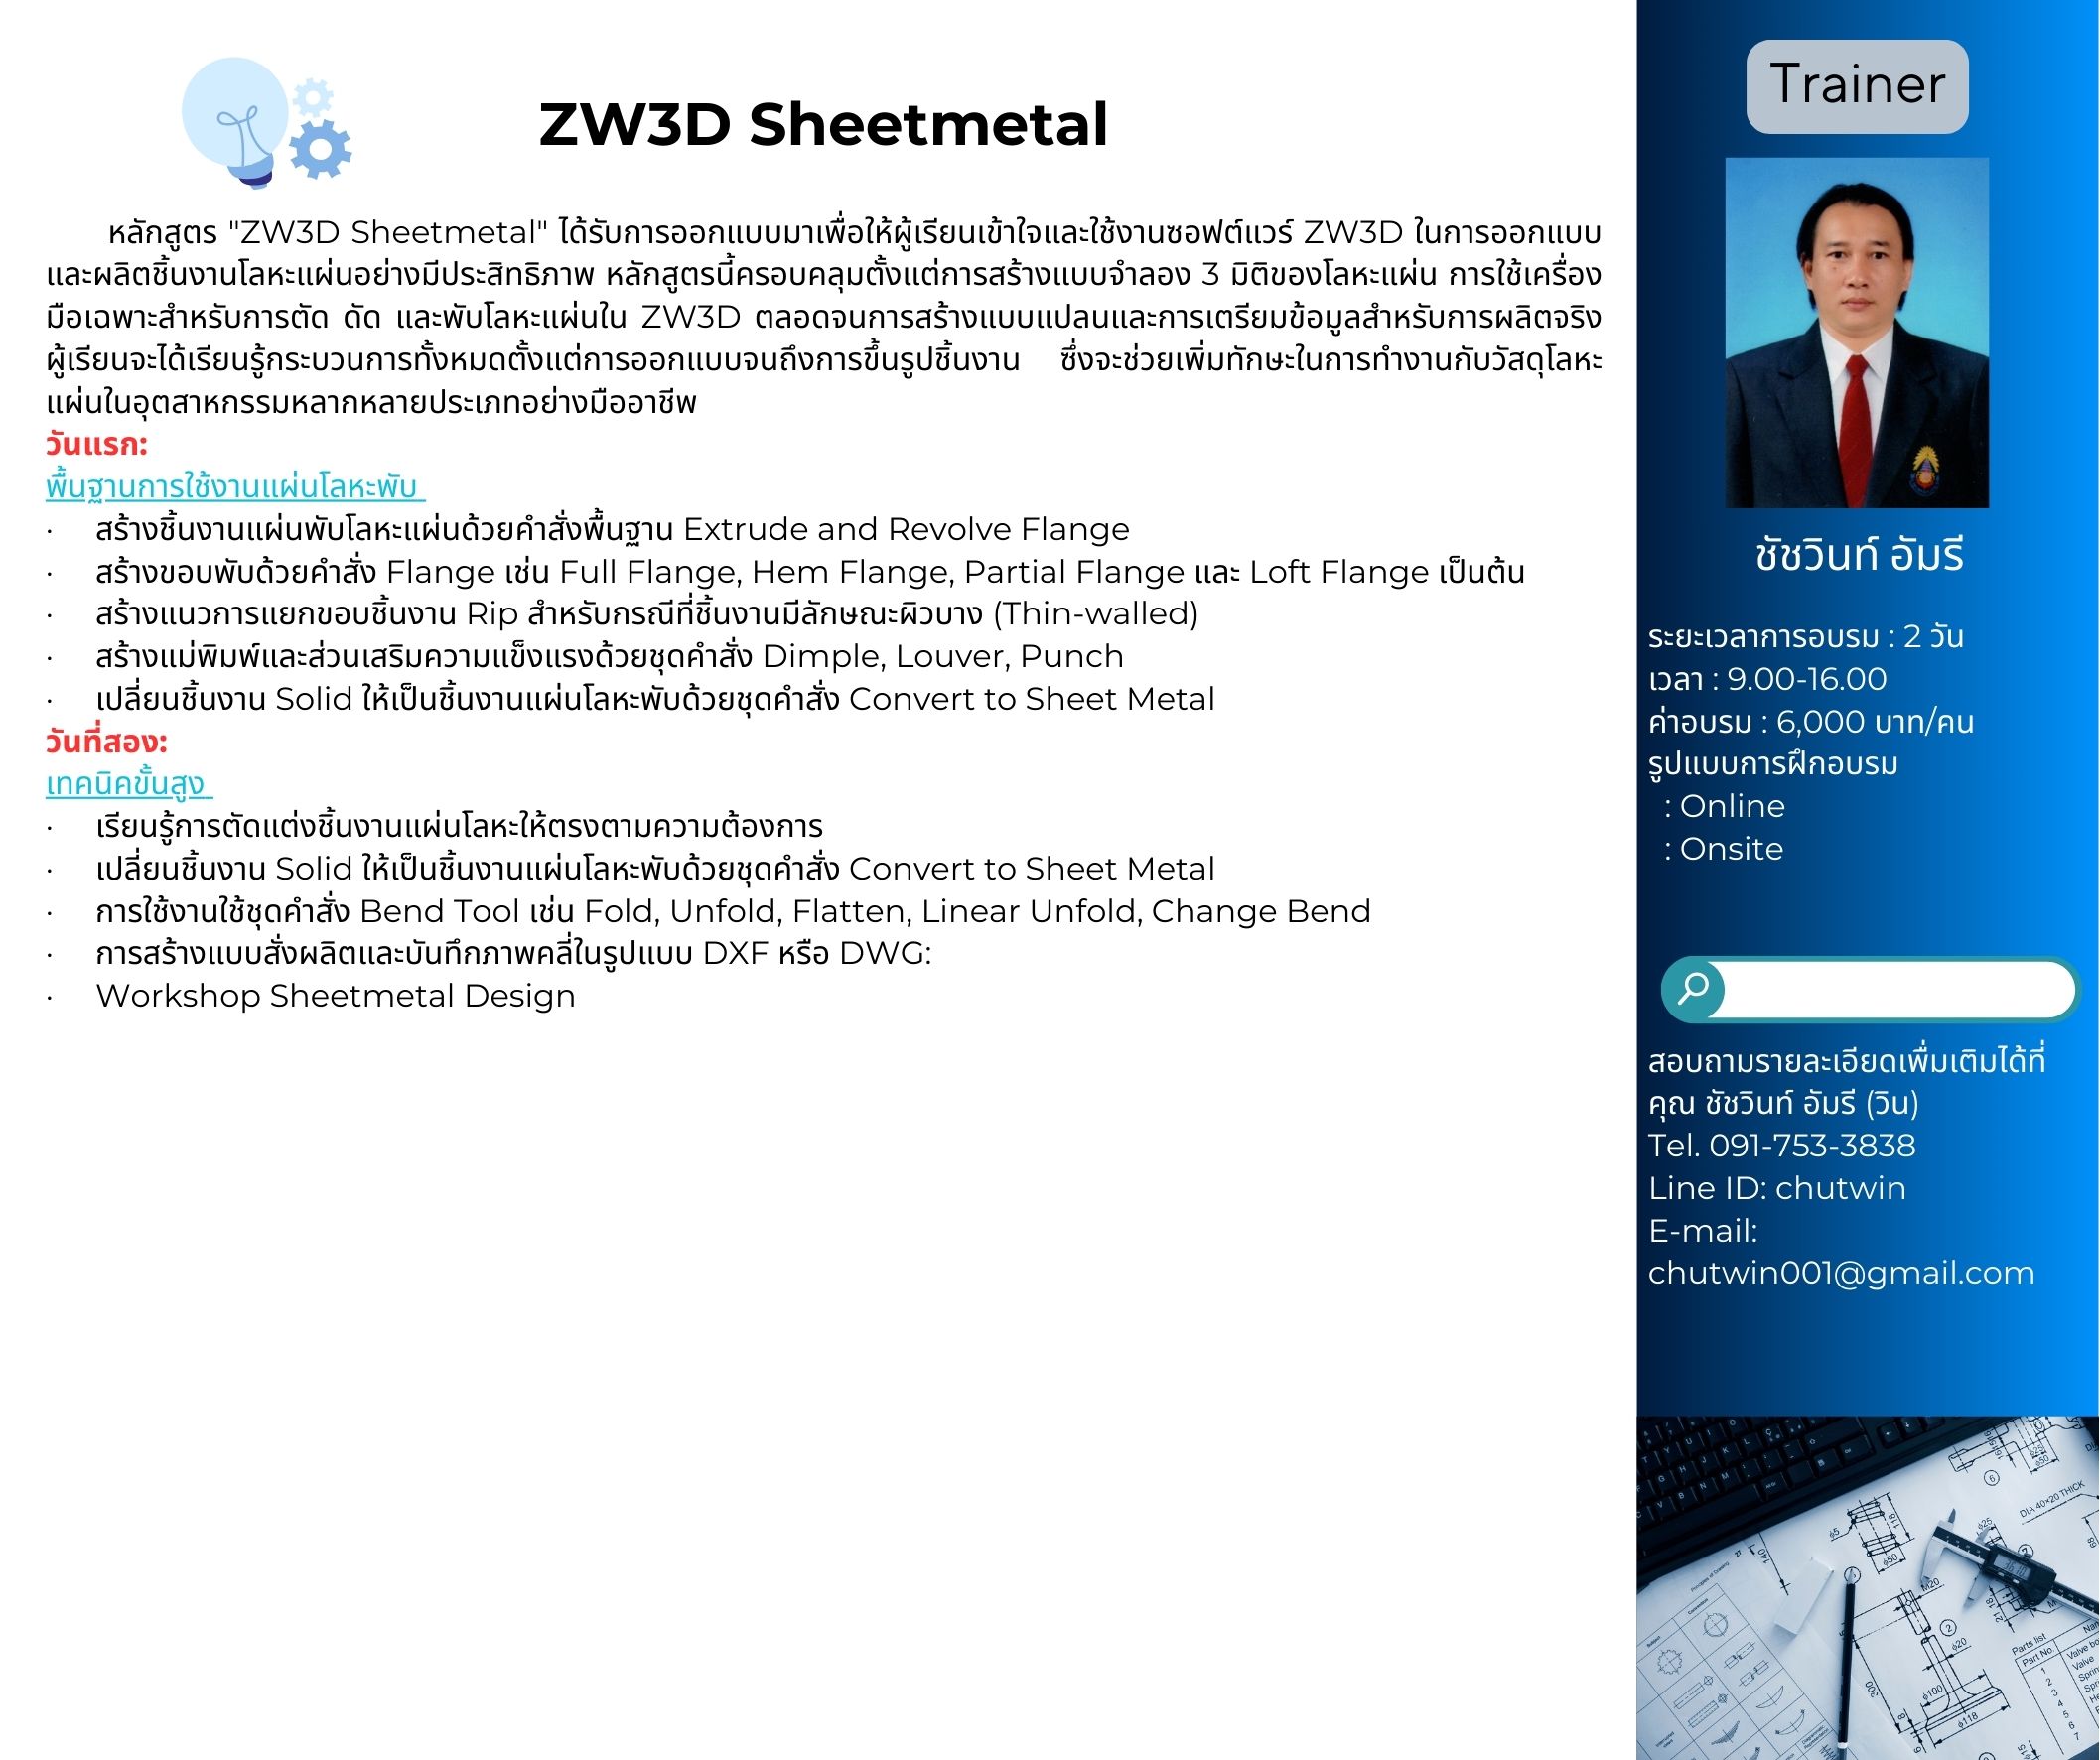 ZW3D Sheetmetal
หลักสูตร "ZW3D Sheetmetal" ได้รับการออกแบบมาเพื่อให้ผู้เรียนเข้าใจและใช้งานซอฟต์แวร์ ZW3D ในการออกแบบ
และผลิตชิ้นงานโลหะแผ่นอย่างมีประสิทธิภาพ หลักสูตรนี้ครอบคลุมตั้งแต่การสร้างแบบจำลอง 3 มิติของโลหะแผ่น การใช้เครื่อง
มือเฉพาะสำหรับการตัด ดัด และพับโลหะแผ่นใน ZW3D ตลอดจนการสร้างแบบแปลนและการเตรียมข้อมูลสำหรับการผลิตจริง
ผู้เรียนจะได้เรียนรู้กระบวนการทั้งหมดตั้งแต่การออกแบบจนถึงการขึ้นรูปชิ้นงาน ซึ่งจะช่วยเพิ่มทักษะในการทำงานกับวัสดุโลหะ
แผ่นในอุตสาหกรรมหลากหลายประเภทอย่างมืออาชีพ
วันแรก:
พื้นฐานการใช้งานแผ่นโลหะพับ
· สร้างชิ้นงานแผ่นพับโลหะแผ่นด้วยคำสั่งพื้นฐาน Extrude and Revolve Flange
· สร้างขอบพับด้วยคำสั่ง Flange เช่น Full Flange, Hem Flange, Partial Flange และ Loft Flange เป็นต้น
· สร้างแนวการแยกขอบชิ้นงาน Rip สำหรับกรณีที่ชิ้นงานมีลักษณะผิวบาง (Thin-walled)
· สร้างแม่พิมพ์และส่วนเสริมความแข็งแรงด้วยชุดคำสั่ง Dimple, Louver, Punch
· เปลี่ยนชิ้นงาน Solid ให้เป็นชิ้นงานแผ่นโลหะพับด้วยชุดคำสั่ง Convert to Sheet Metal
วันที่สอง:
เทคนิคขั้นสูง
· เรียนรู้การตัดแต่งชิ้นงานแผ่นโลหะให้ตรงตามความต้องการ
· เปลี่ยนชิ้นงาน Solid ให้เป็นชิ้นงานแผ่นโลหะพับด้วยชุดคำสั่ง Convert to Sheet Metal
· การใช้งานใช้ชุดคำสั่ง Bend Tool เช่น Fold, Unfold, Flatten, Linear Unfold, Change Bend
· การสร้างแบบสั่งผลิตและบันทึกภาพคลี่ในรูปแบบ DXF หรือ DWG:
· Workshop Sheetmetal Design
Trainer
ชัชวินท์ อัมรี
ระยะเวลาการอบรม : 2 วัน
เวลา : 9.00-16.00
ค่าอบรม : 6,000 บาท/คน
รูปแบบการฝึกอบรม
: Online
: Onsite
สอบถามรายละเอียดเพิ่มเติมได้ที่
คุณ ชัชวินท์ อัมรี (วิน)
Tel. 091-753-3838
Line ID: chutwin
E-mail:
chutwin001@gmail.com
DIA 40×20 THICK
Parts list
Part No.